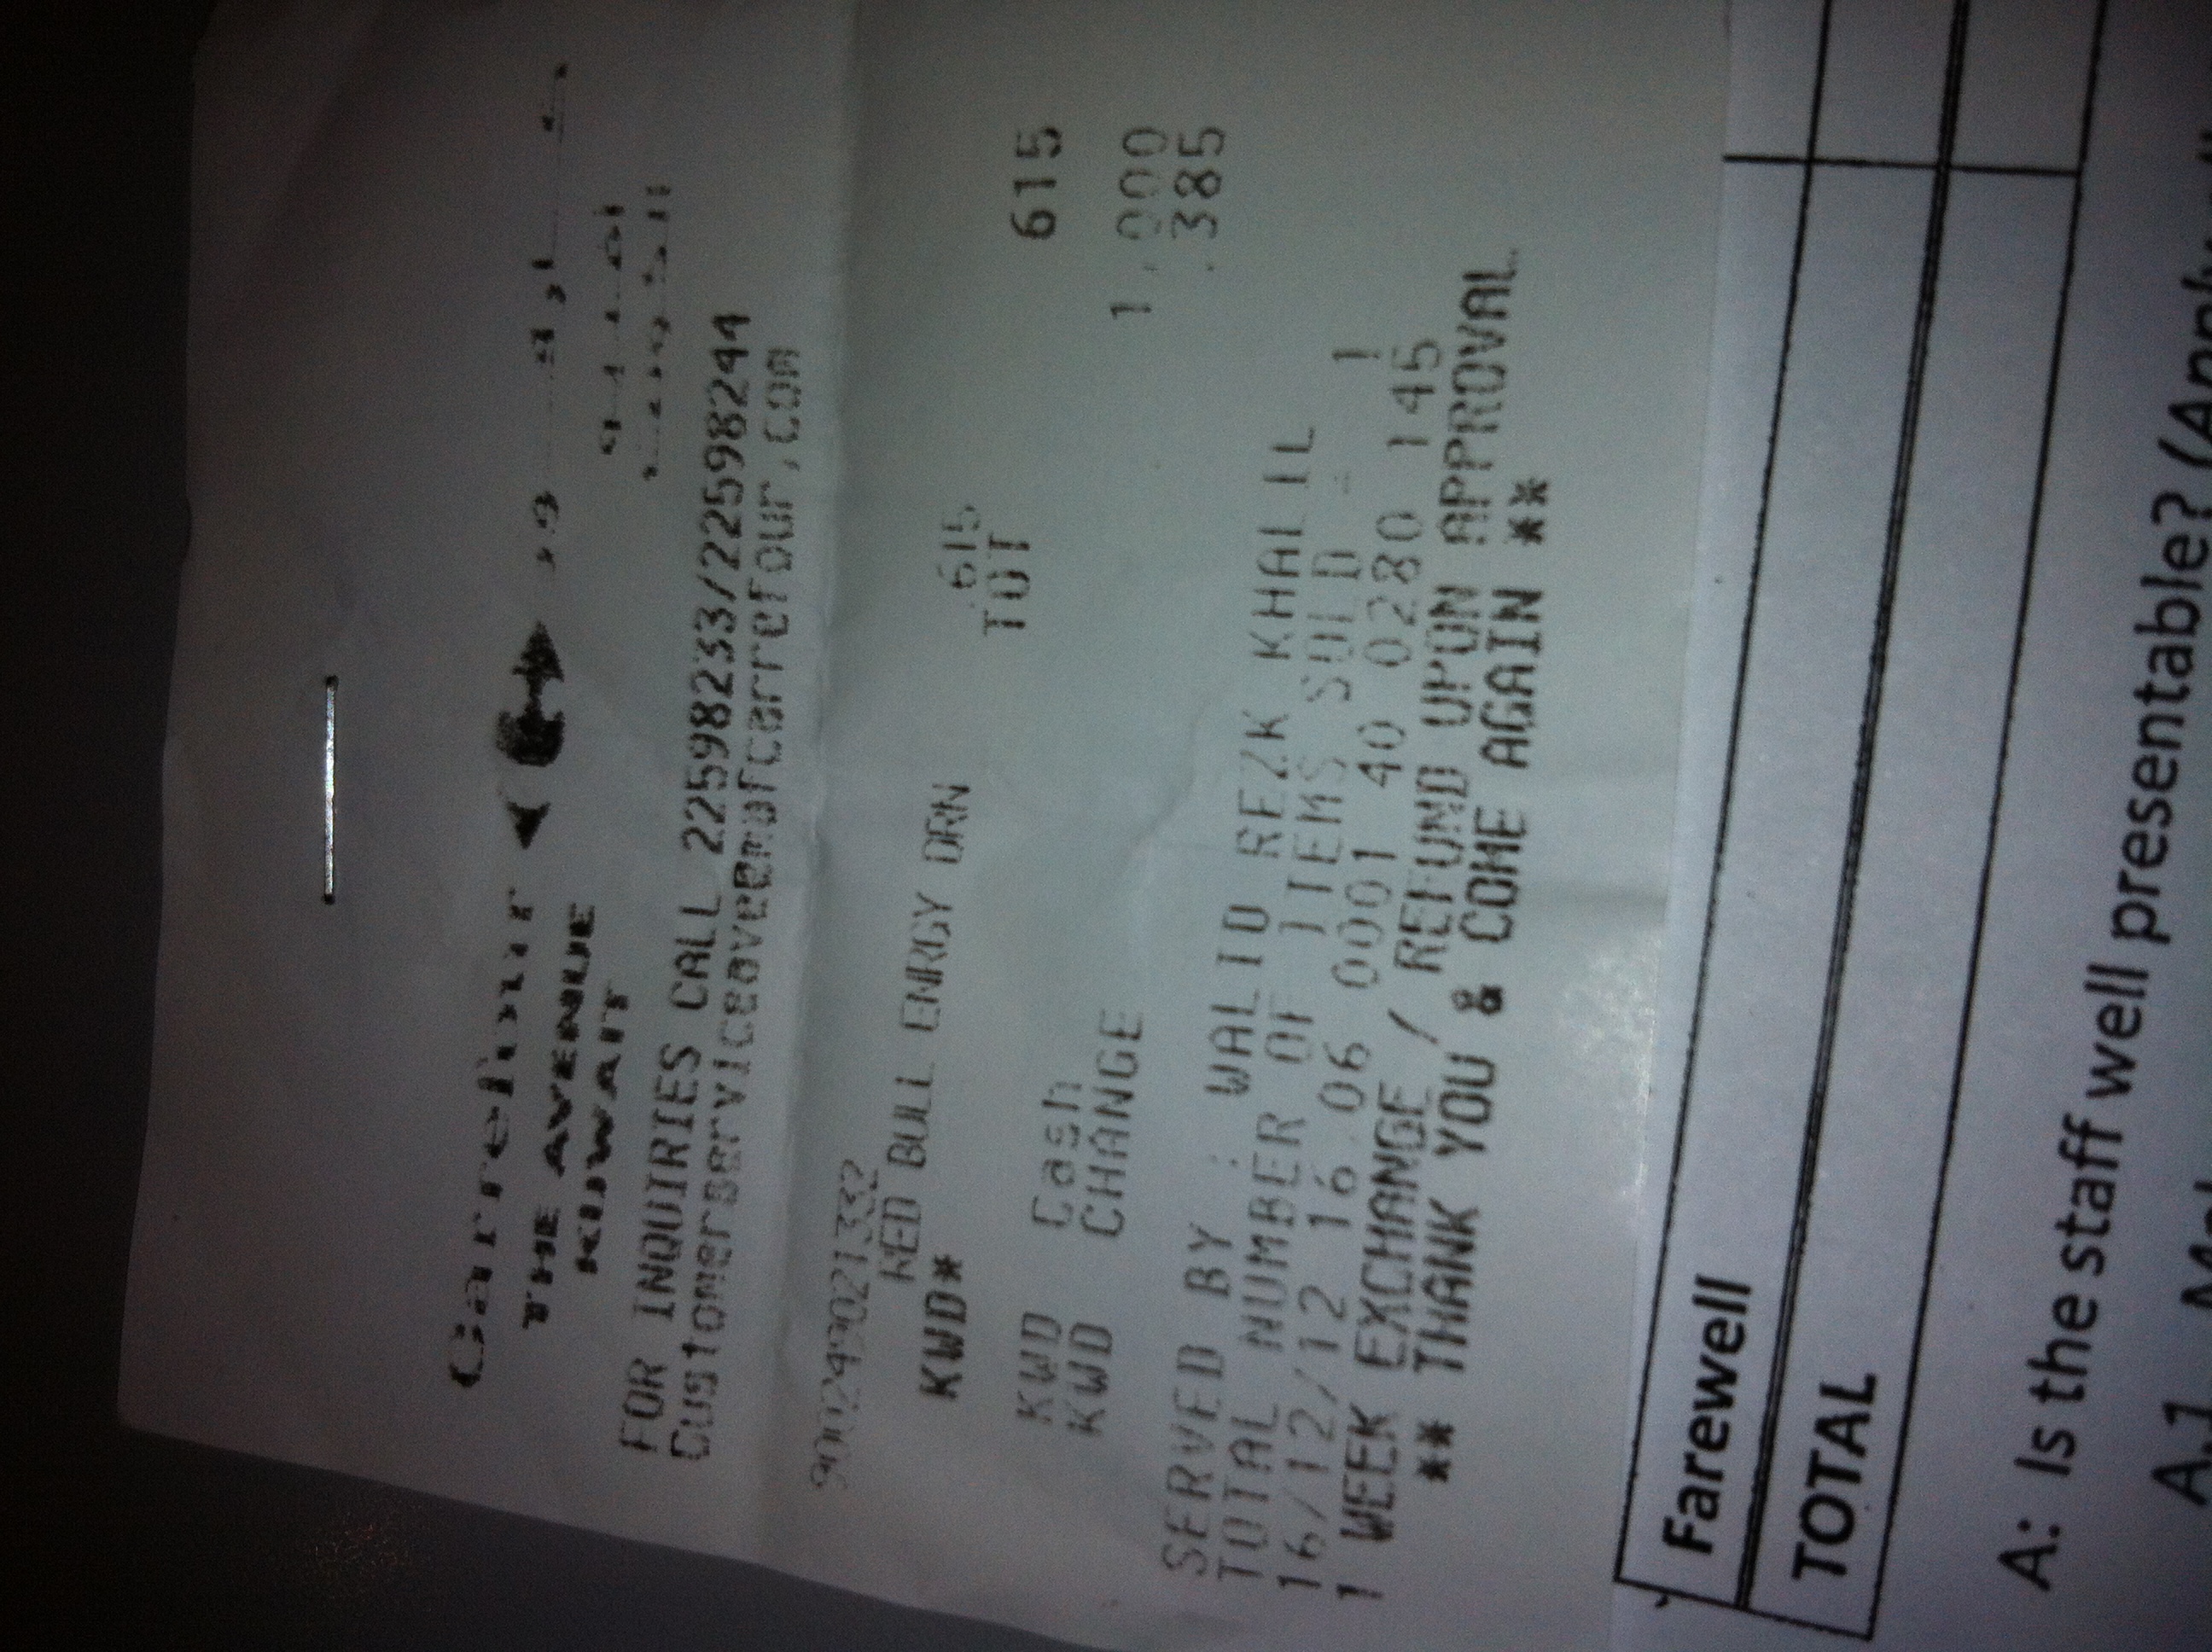 Carrefour
THE AVENUE
KUWAIT
FOR INQUIRIES CALL 22598233/22598244
Customerserviceave@mafcarrefour.com
9002490021332
RED BULL ENRGY DRN .615
KWD* TOT 615
KWD Cash 1.000
KWD CHANGE .385
SERVED BY : WALID REZK KHALIL
TOTAL NUMBER OF ITEMS SOLD = 1
16/12/12 16 06 0001 40 0280 145
1 WEEK EXCHANGE / REFUND UPON APPROVAL.
** THANK YOU & COME AGAIN **
Farewell
TOTAL
A: Is the staff well presentable?